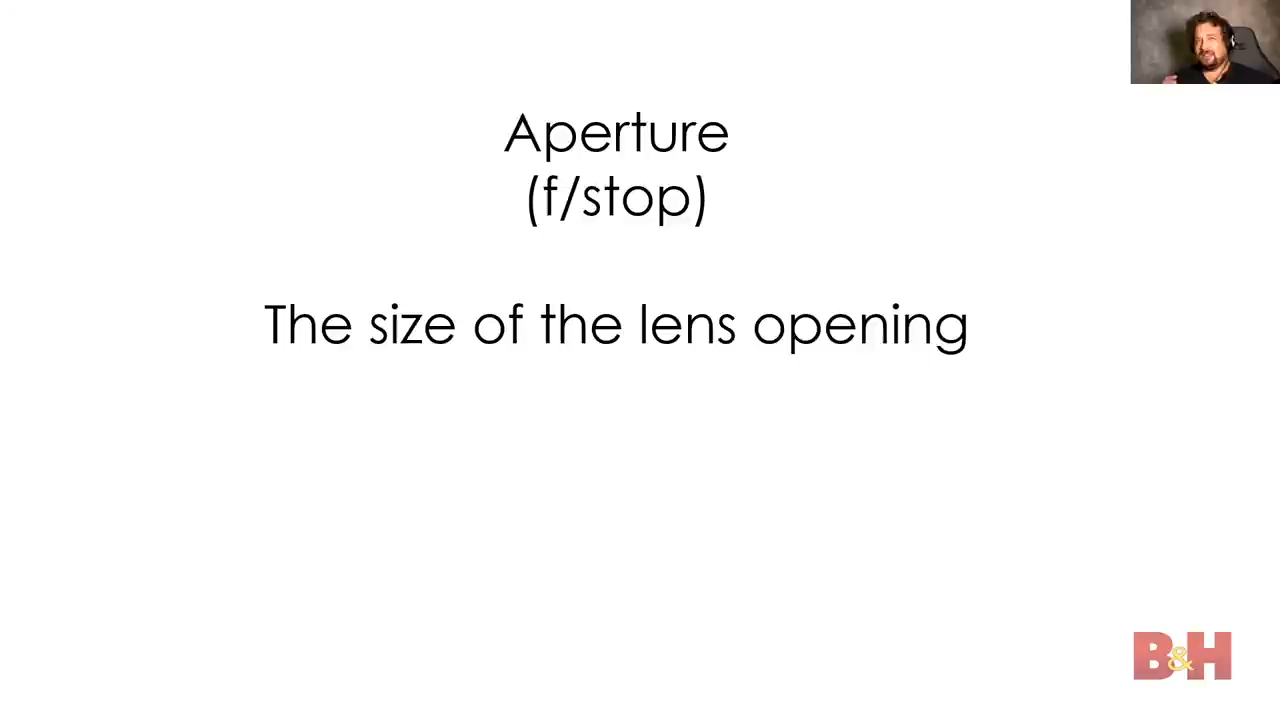 Aperture
(f/stop)
The size of the lens opening
B&H